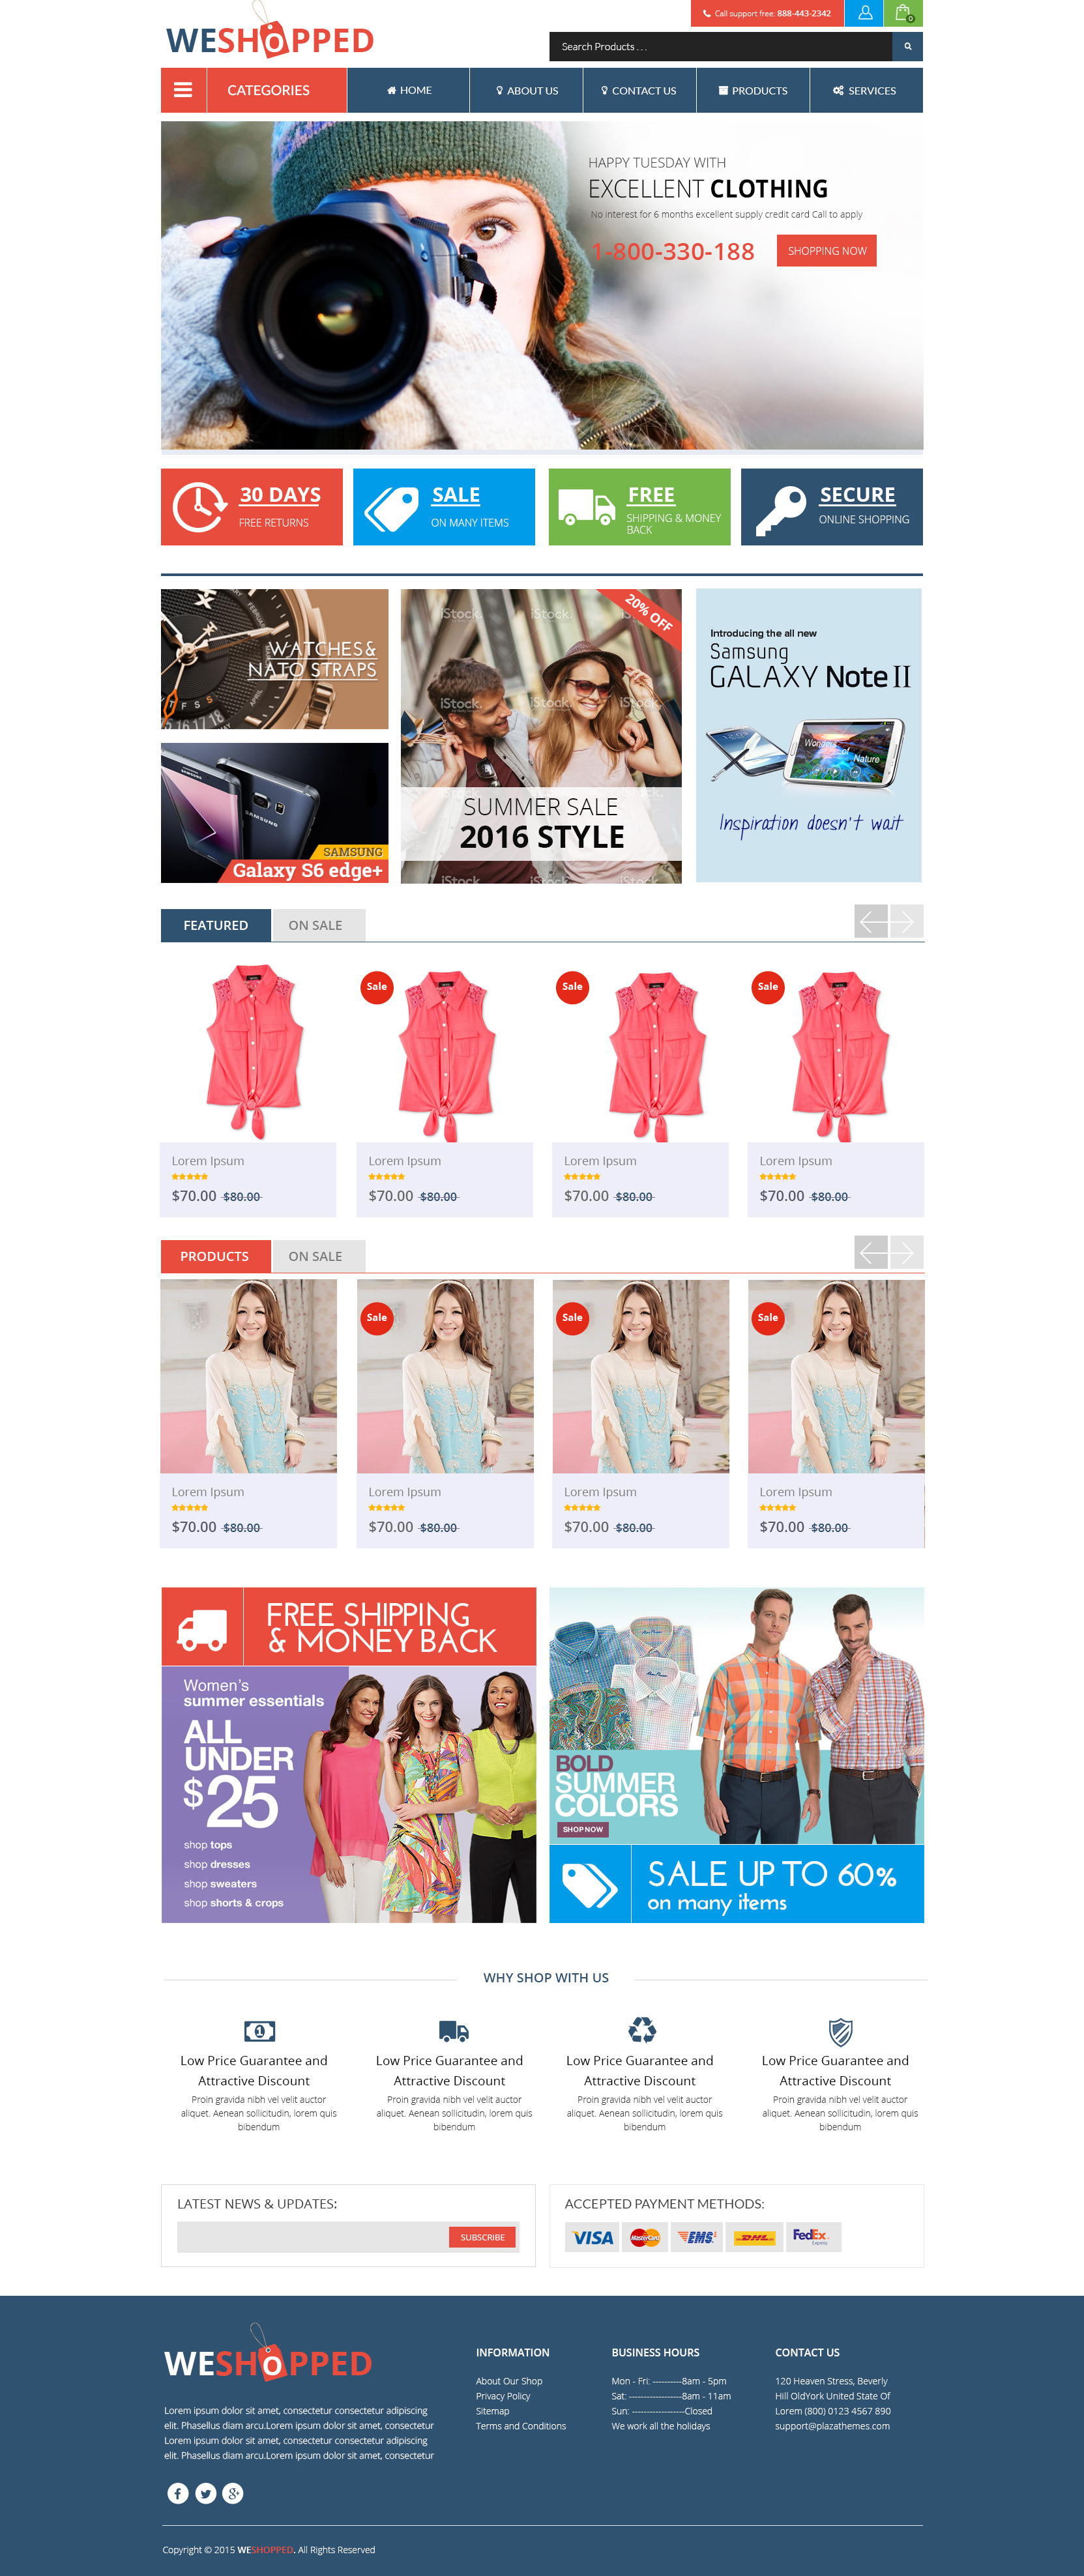 WESHOPPED
Call support free: 888-443-2342
0
Search Products . . .
CATEGORIES
HOME
ABOUT US
CONTACT US
PRODUCTS
SERVICES
HAPPY TUESDAY WITH
EXCELLENT CLOTHING
No interest for 6 months excellent supply credit card Call to apply
1-800-330-188
SHOPPING NOW
30 DAYS
FREE RETURNS
SALE
ON MANY ITEMS
FREE
SHIPPING & MONEY
BACK
SECURE
ONLINE SHOPPING
WATCHES &
NATO STRAPS
SAMSUNG
SAMSUNG
Galaxy S6 edge+
iStock
iStock
iStock
iStock
20% OFF
SUMMER SALE
2016 STYLE
iStock
iStock
iStock
Introducing the all new
Samsung
GALAXY Note II
Wonders
of
Nature
Inspiration doesn't wait
FEATURED
ON SALE
Sale
Sale
Sale
Lorem Ipsum
$70.00 $80.00
Lorem Ipsum
$70.00 $80.00
Lorem Ipsum
$70.00 $80.00
Lorem Ipsum
$70.00 $80.00
PRODUCTS
ON SALE
Sale
Sale
Sale
Lorem Ipsum
$70.00 $80.00
Lorem Ipsum
$70.00 $80.00
Lorem Ipsum
$70.00 $80.00
Lorem Ipsum
$70.00 $80.00
FREE SHIPPING
& MONEY BACK
Women's
summer essentials
ALL
UNDER
$25
shop tops
shop dresses
shop sweaters
shop shorts & crops
BOLD
SUMMER
COLORS
SHOP NOW
SALE UP TO 60%
on many items
WHY SHOP WITH US
Low Price Guarantee and
Attractive Discount
Proin gravida nibh vel velit auctor
aliquet. Aenean sollicitudin, lorem quis
bibendum
Low Price Guarantee and
Attractive Discount
Proin gravida nibh vel velit auctor
aliquet. Aenean sollicitudin, lorem quis
bibendum
Low Price Guarantee and
Attractive Discount
Proin gravida nibh vel velit auctor
aliquet. Aenean sollicitudin, lorem quis
bibendum
Low Price Guarantee and
Attractive Discount
Proin gravida nibh vel velit auctor
aliquet. Aenean sollicitudin, lorem quis
bibendum
LATEST NEWS & UPDATES:
SUBSCRIBE
ACCEPTED PAYMENT METHODS:
VISA
MasterCard
EMS
DHL
FedEx
Express
WESHOPPED
Lorem ipsum dolor sit amet, consectetur consectetur adipiscing
elit. Phasellus diam arcu.Lorem ipsum dolor sit amet, consectetur
Lorem ipsum dolor sit amet, consectetur consectetur adipiscing
elit. Phasellus diam arcu.Lorem ipsum dolor sit amet, consectetur
INFORMATION
About Our Shop
Privacy Policy
Sitemap
Terms and Conditions
BUSINESS HOURS
Mon - Fri: ----------8am - 5pm
Sat: ------------------8am - 11am
Sun: ------------------Closed
We work all the holidays
CONTACT US
120 Heaven Stress, Beverly
Hill OldYork United State Of
Lorem (800) 0123 4567 890
support@plazathemes.com
Copyright © 2015 WESHOPPED. All Rights Reserved